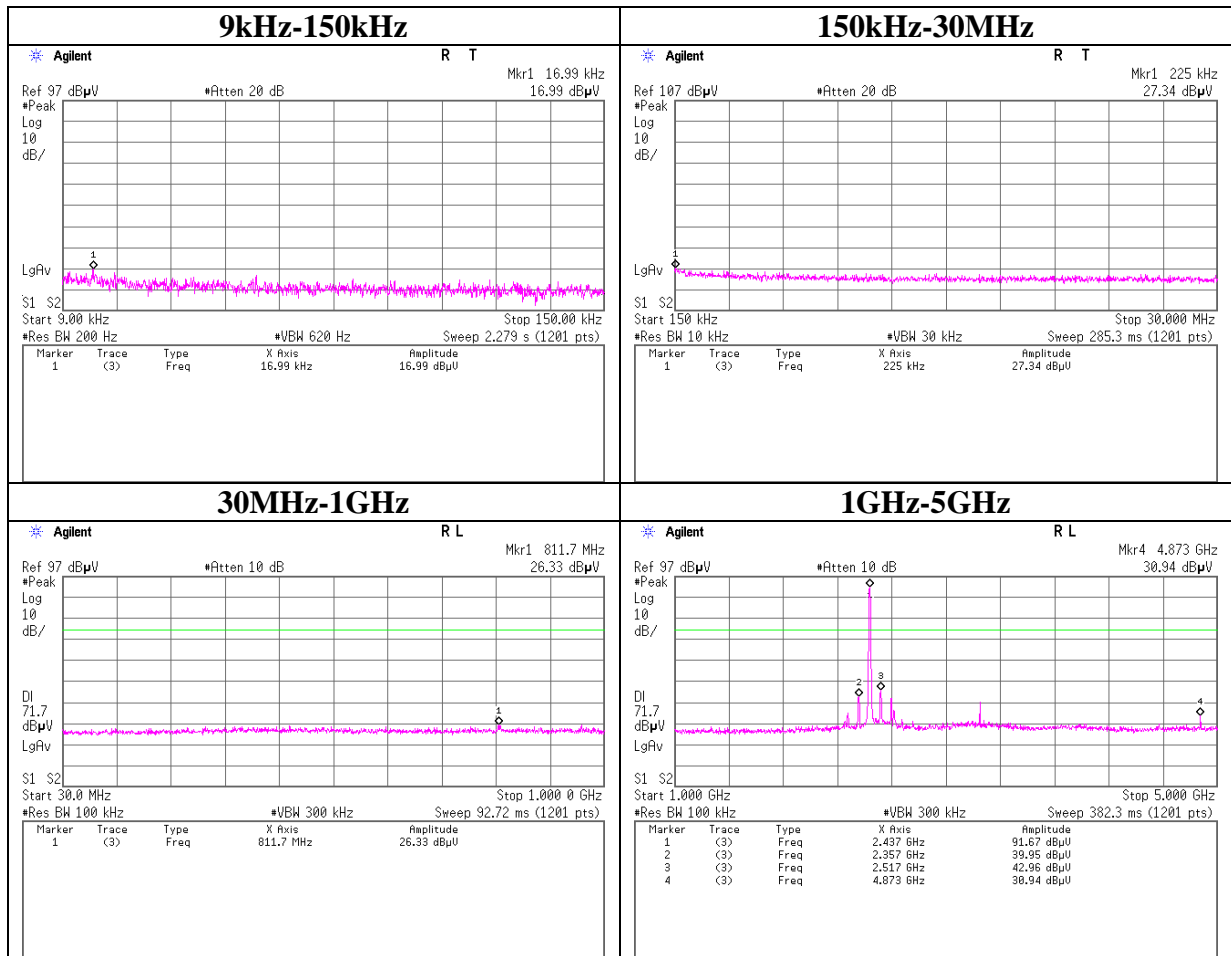 9kHz-150kHz
Agilent R T
Mkr1 16.99 kHz
Ref 97 dBµV #Atten 20 dB 16.99 dBµV
#Peak
Log
10
dB/
1
LgAv
S1 S2
Start 9.00 kHz Stop 150.00 kHz
#Res BW 200 Hz #VBW 620 Hz Sweep 2.279 s (1201 pts)
Marker Trace Type X Axis Amplitude
1 (3) Freq 16.99 kHz 16.99 dBµV
150kHz-30MHz
Agilent R T
Mkr1 225 kHz
Ref 107 dBµV #Atten 20 dB 27.34 dBµV
#Peak
Log
10
dB/
1
LgAv
S1 S2
Start 150 kHz Stop 30.000 MHz
#Res BW 10 kHz #VBW 30 kHz Sweep 285.3 ms (1201 pts)
Marker Trace Type X Axis Amplitude
1 (3) Freq 225 kHz 27.34 dBµV
30MHz-1GHz
Agilent R L
Mkr1 811.7 MHz
Ref 97 dBµV #Atten 10 dB 26.33 dBµV
#Peak
Log
10
dB/
DI
71.7
dBµV
1
LgAv
S1 S2
Start 30.0 MHz Stop 1.000 0 GHz
#Res BW 100 kHz #VBW 300 kHz Sweep 92.72 ms (1201 pts)
Marker Trace Type X Axis Amplitude
1 (3) Freq 811.7 MHz 26.33 dBµV
1GHz-5GHz
Agilent R L
Mkr4 4.873 GHz
Ref 97 dBµV #Atten 10 dB 30.94 dBµV
#Peak
Log
10
dB/
2 3
DI
71.7
4
dBµV
LgAv
S1 S2
Start 1.000 GHz Stop 5.000 GHz
#Res BW 100 kHz #VBW 300 kHz Sweep 382.3 ms (1201 pts)
Marker Trace Type X Axis Amplitude
1 (3) Freq 2.437 GHz 91.67 dBµV
2 (3) Freq 2.357 GHz 39.95 dBµV
3 (3) Freq 2.517 GHz 42.96 dBµV
4 (3) Freq 4.873 GHz 30.94 dBµV